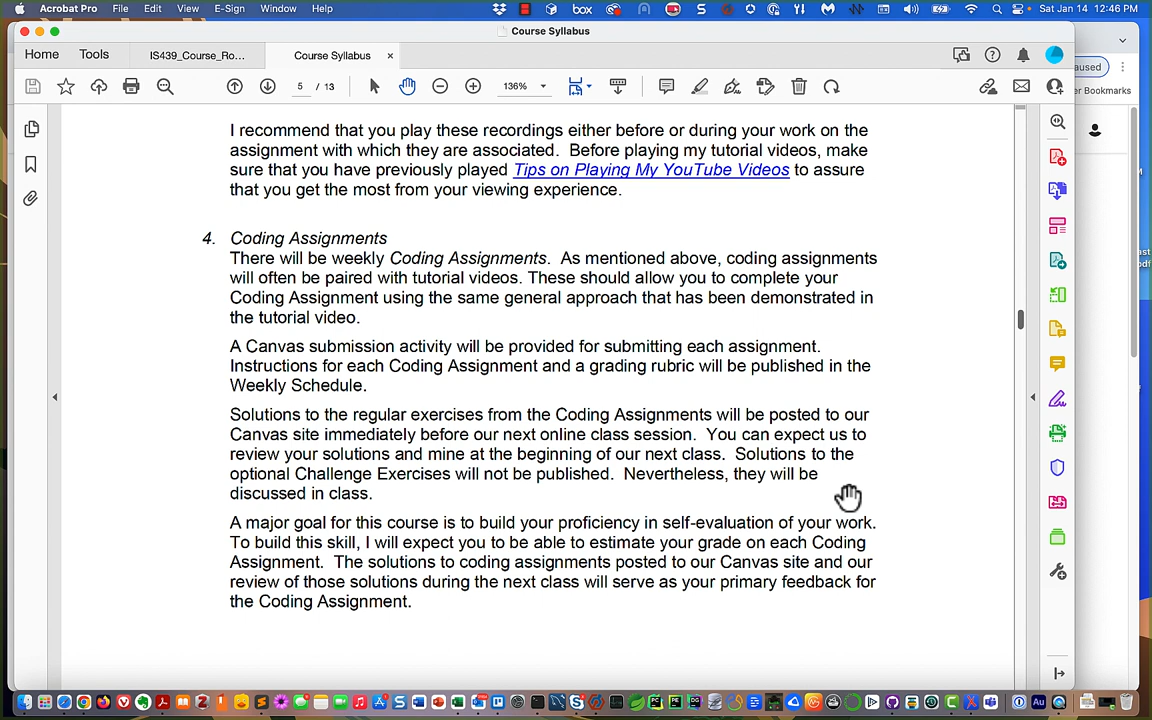 Acrobat Pro File Edit View E-Sign Window Help
box
Sat Jan 14 12:46 PM
Course Syllabus
Home Tools IS439_Course_Ro... Course Syllabus ×
5 / 13
136%
aused
er Bookmarks
I recommend that you play these recordings either before or during your work on the
assignment with which they are associated. Before playing my tutorial videos, make
sure that you have previously played Tips on Playing My YouTube Videos to assure
that you get the most from your viewing experience.
4. Coding Assignments
There will be weekly Coding Assignments. As mentioned above, coding assignments
will often be paired with tutorial videos. These should allow you to complete your
Coding Assignment using the same general approach that has been demonstrated in
the tutorial video.
A Canvas submission activity will be provided for submitting each assignment.
Instructions for each Coding Assignment and a grading rubric will be published in the
Weekly Schedule.
Solutions to the regular exercises from the Coding Assignments will be posted to our
Canvas site immediately before our next online class session. You can expect us to
review your solutions and mine at the beginning of our next class. Solutions to the
optional Challenge Exercises will not be published. Nevertheless, they will be
discussed in class.
A major goal for this course is to build your proficiency in self-evaluation of your work.
To build this skill, I will expect you to be able to estimate your grade on each Coding
Assignment. The solutions to coding assignments posted to our Canvas site and our
review of those solutions during the next class will serve as your primary feedback for
the Coding Assignment.